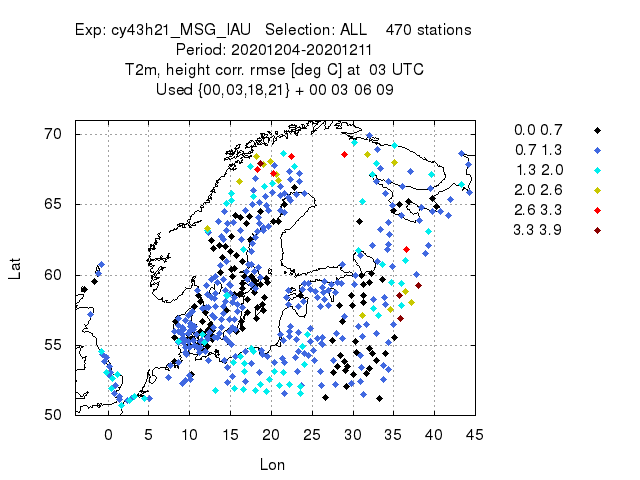 Exp: cy43h21_MSG_IAU   Selection: ALL    470 stations
Period: 20201204-20201211
T2m, height corr. rmse [deg C] at  03 UTC
Used {00,03,18,21} + 00 03 06 09
0.0 0.7
0.7 1.3
1.3 2.0
2.0 2.6
2.6 3.3
3.3 3.9
70
65
60
55
50
Lat
0 5 10 15 20 25 30 35 40 45
Lon